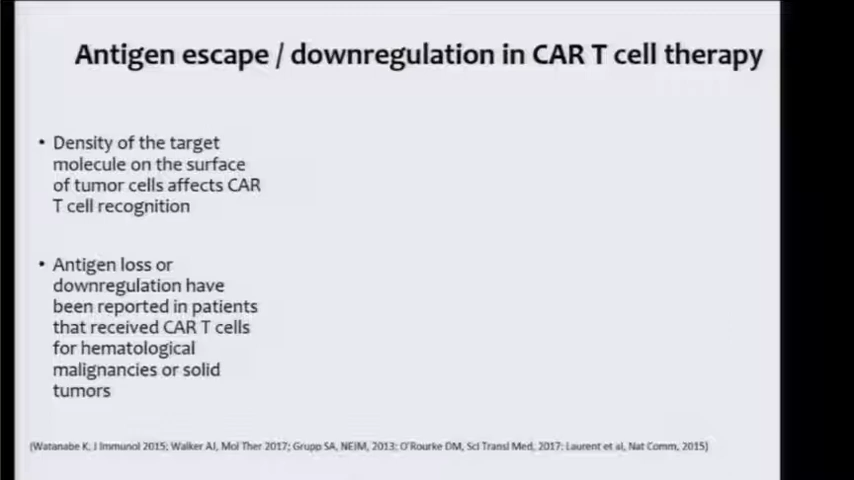 Antigen escape / downregulation in CAR T cell therapy
• Density of the target
molecule on the surface
of tumor cells affects CAR
T cell recognition
• Antigen loss or
downregulation have
been reported in patients
that received CAR T cells
for hematological
malignancies or solid
tumors
(Watanabe K, J Immunol 2015; Walker AJ, Mol Ther 2017; Grupp SA, NEJM, 2013; O'Rourke DM, Sci Transl Med, 2017; Laurent et al, Nat Comm, 2015)